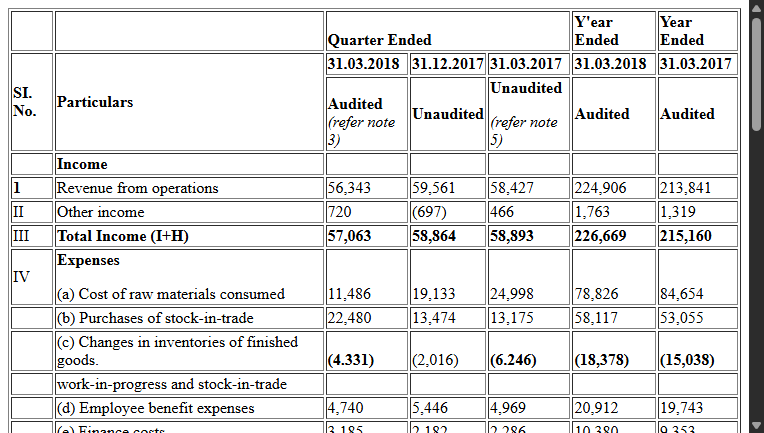 Quarter Ended Y'ear Ended Year Ended
SI. No. Particulars 31.03.2018 31.12.2017 31.03.2017 31.03.2018 31.03.2017
Audited (refer note 3) Unaudited Unaudited (refer note 5) Audited Audited
Income
1 Revenue from operations 56,343 59,561 58,427 224,906 213,841
II Other income 720 (697) 466 1,763 1,319
III Total Income (I+H) 57,063 58,864 58,893 226,669 215,160
IV Expenses
(a) Cost of raw materials consumed 11,486 19,133 24,998 78,826 84,654
(b) Purchases of stock-in-trade 22,480 13,474 13,175 58,117 53,055
(c) Changes in inventories of finished goods. (4.331) (2,016) (6.246) (18,378) (15,038)
work-in-progress and stock-in-trade
(d) Employee benefit expenses 4,740 5,446 4,969 20,912 19,743
(e) Finance costs 3,185 2,182 2,286 10,380 9,353